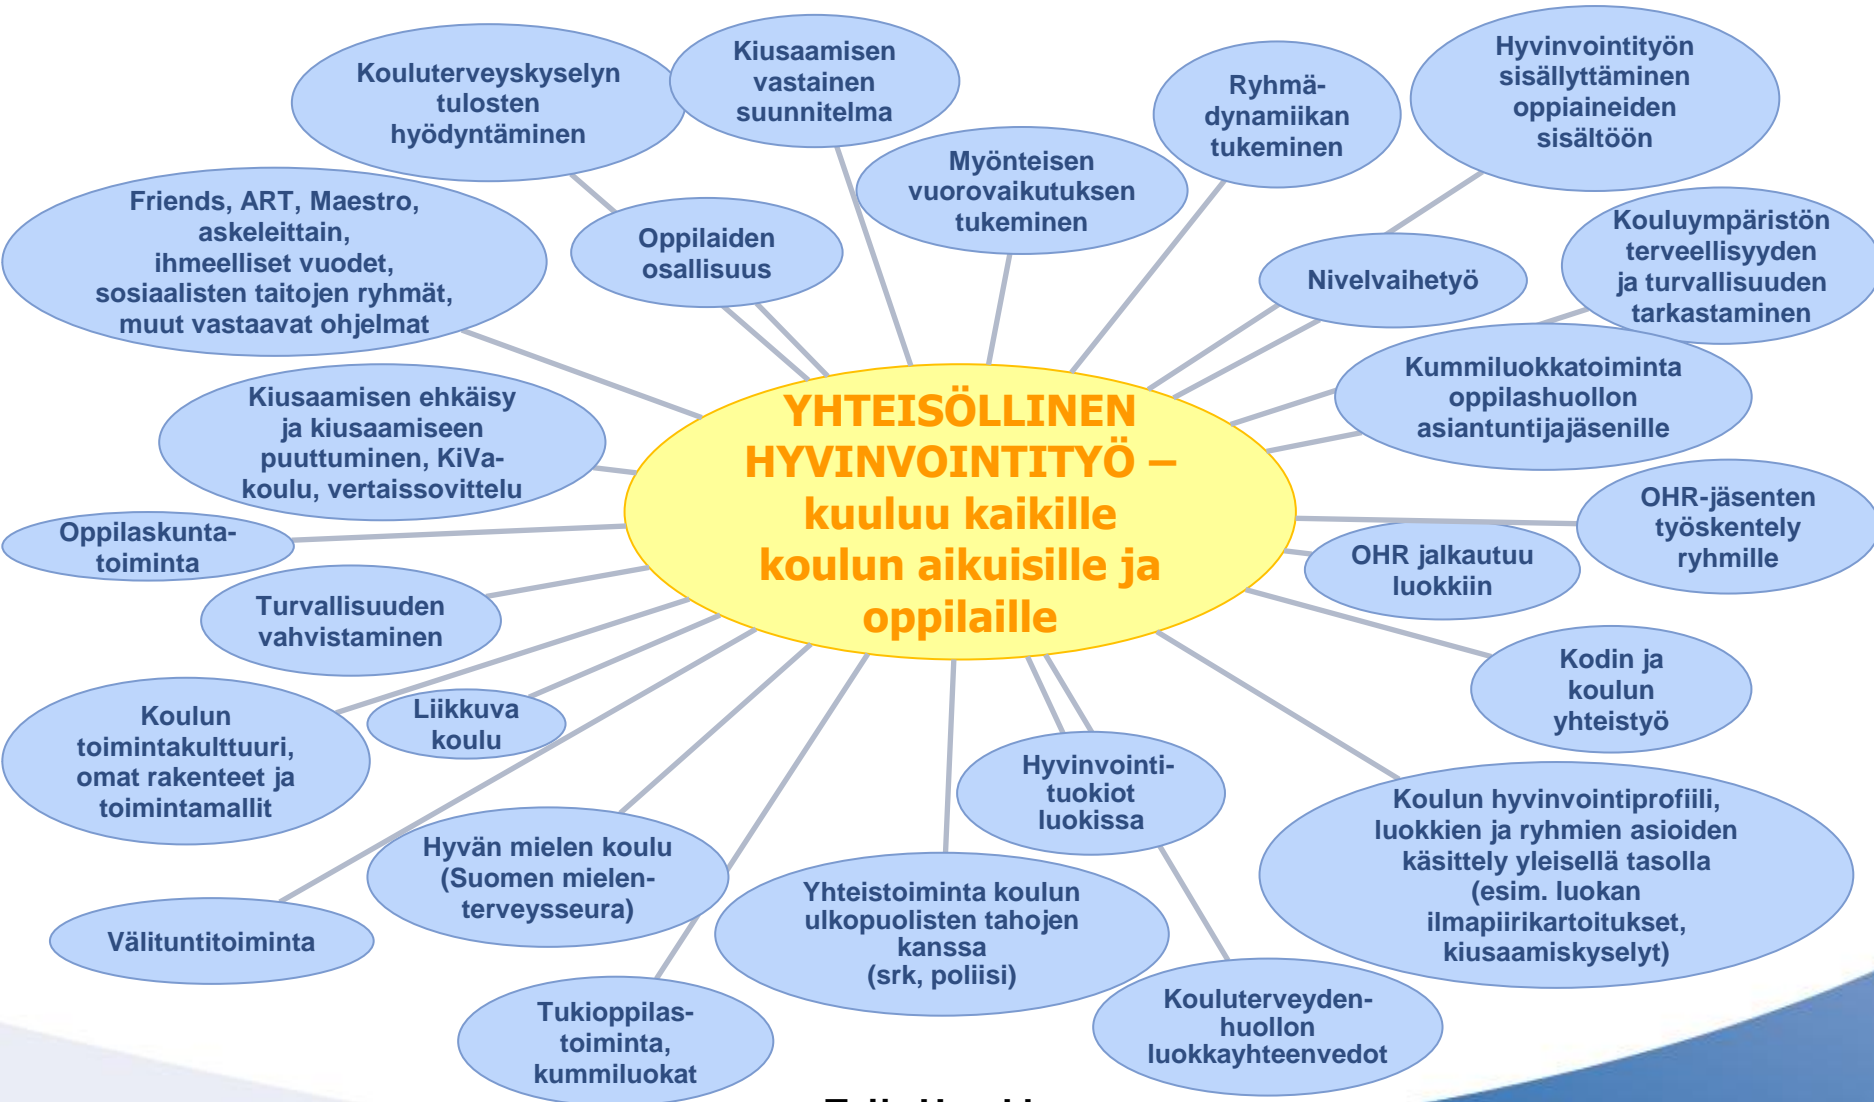 Kouluterveyskyselyn
tulosten
hyödyntäminen
Kiusaamisen
vastainen
suunnitelma
Ryhmä-
dynamiikan
tukeminen
Hyvinvointityön
sisällyttäminen
oppiaineiden
sisältöön
Myönteisen
vuorovaikutuksen
tukeminen
Friends, ART, Maestro,
askeleittain,
ihmeelliset vuodet,
sosiaalisten taitojen ryhmät,
muut vastaavat ohjelmat
Oppilaiden
osallisuus
Nivelvaihetyö
Kouluympäristön
terveellisyyden
ja turvallisuuden
tarkastaminen
Kummiluokkatoiminta
oppilashuollon
asiantuntijajäsenille
Kiusaamisen ehkäisy
ja kiusaamiseen
puuttuminen, KiVa-
koulu, vertaissovittelu
YHTEISÖLLINEN
HYVINVOINTITYÖ –
kuuluu kaikille
koulun aikuisille ja
oppilaille
OHR-jäsenten
työskentely
ryhmille
Oppilaskunta-
toiminta
OHR jalkautuu
luokkiin
Turvallisuuden
vahvistaminen
Kodin ja
koulun
yhteistyö
Koulun
toimintakulttuuri,
omat rakenteet ja
toimintamallit
Liikkuva
koulu
Hyvinvointi-
tuokiot
luokissa
Koulun hyvinvointiprofiili,
luokkien ja ryhmien asioiden
käsittely yleisellä tasolla
(esim. luokan
ilmapiirikartoitukset,
kiusaamiskyselyt)
Hyvän mielen koulu
(Suomen mielen-
terveysseura)
Yhteistoiminta koulun
ulkopuolisten tahojen
kanssa
(srk, poliisi)
Välituntitoiminta
Tukioppilas-
toiminta,
kummiluokat
Kouluterveyden-
huollon
luokkayhteenvedot